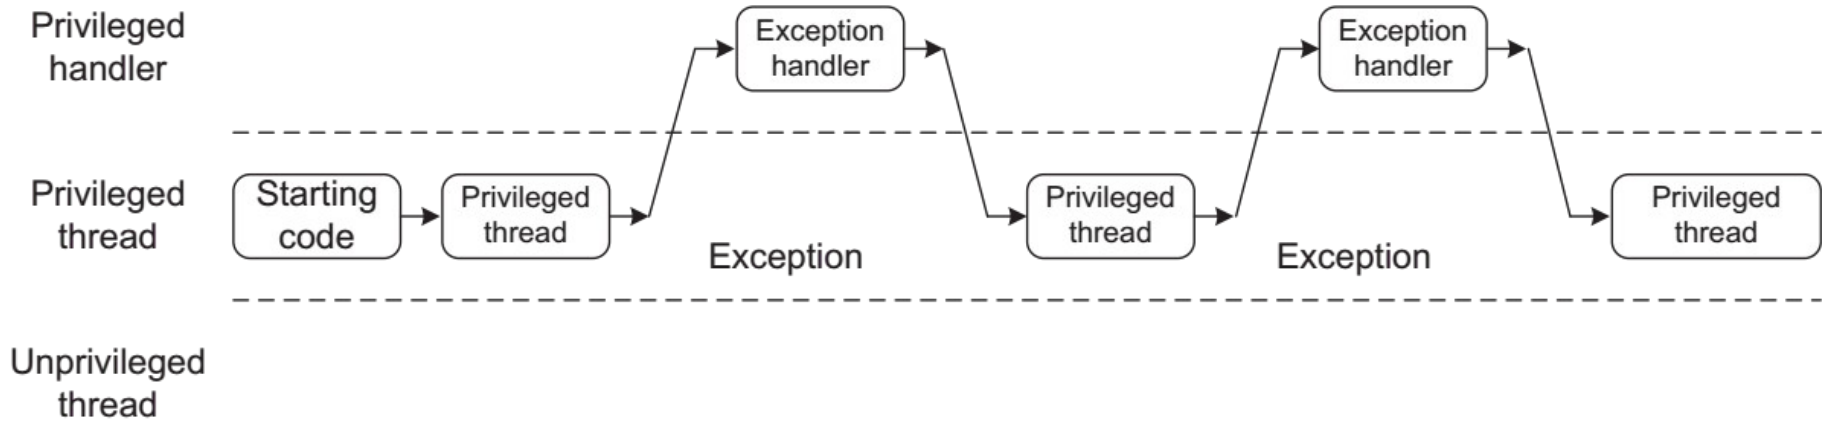 Privileged
handler
Exception
handler
Exception
handler
Privileged
thread
Starting
code
Privileged
thread
Exception
Privileged
thread
Exception
Privileged
thread
Unprivileged
thread